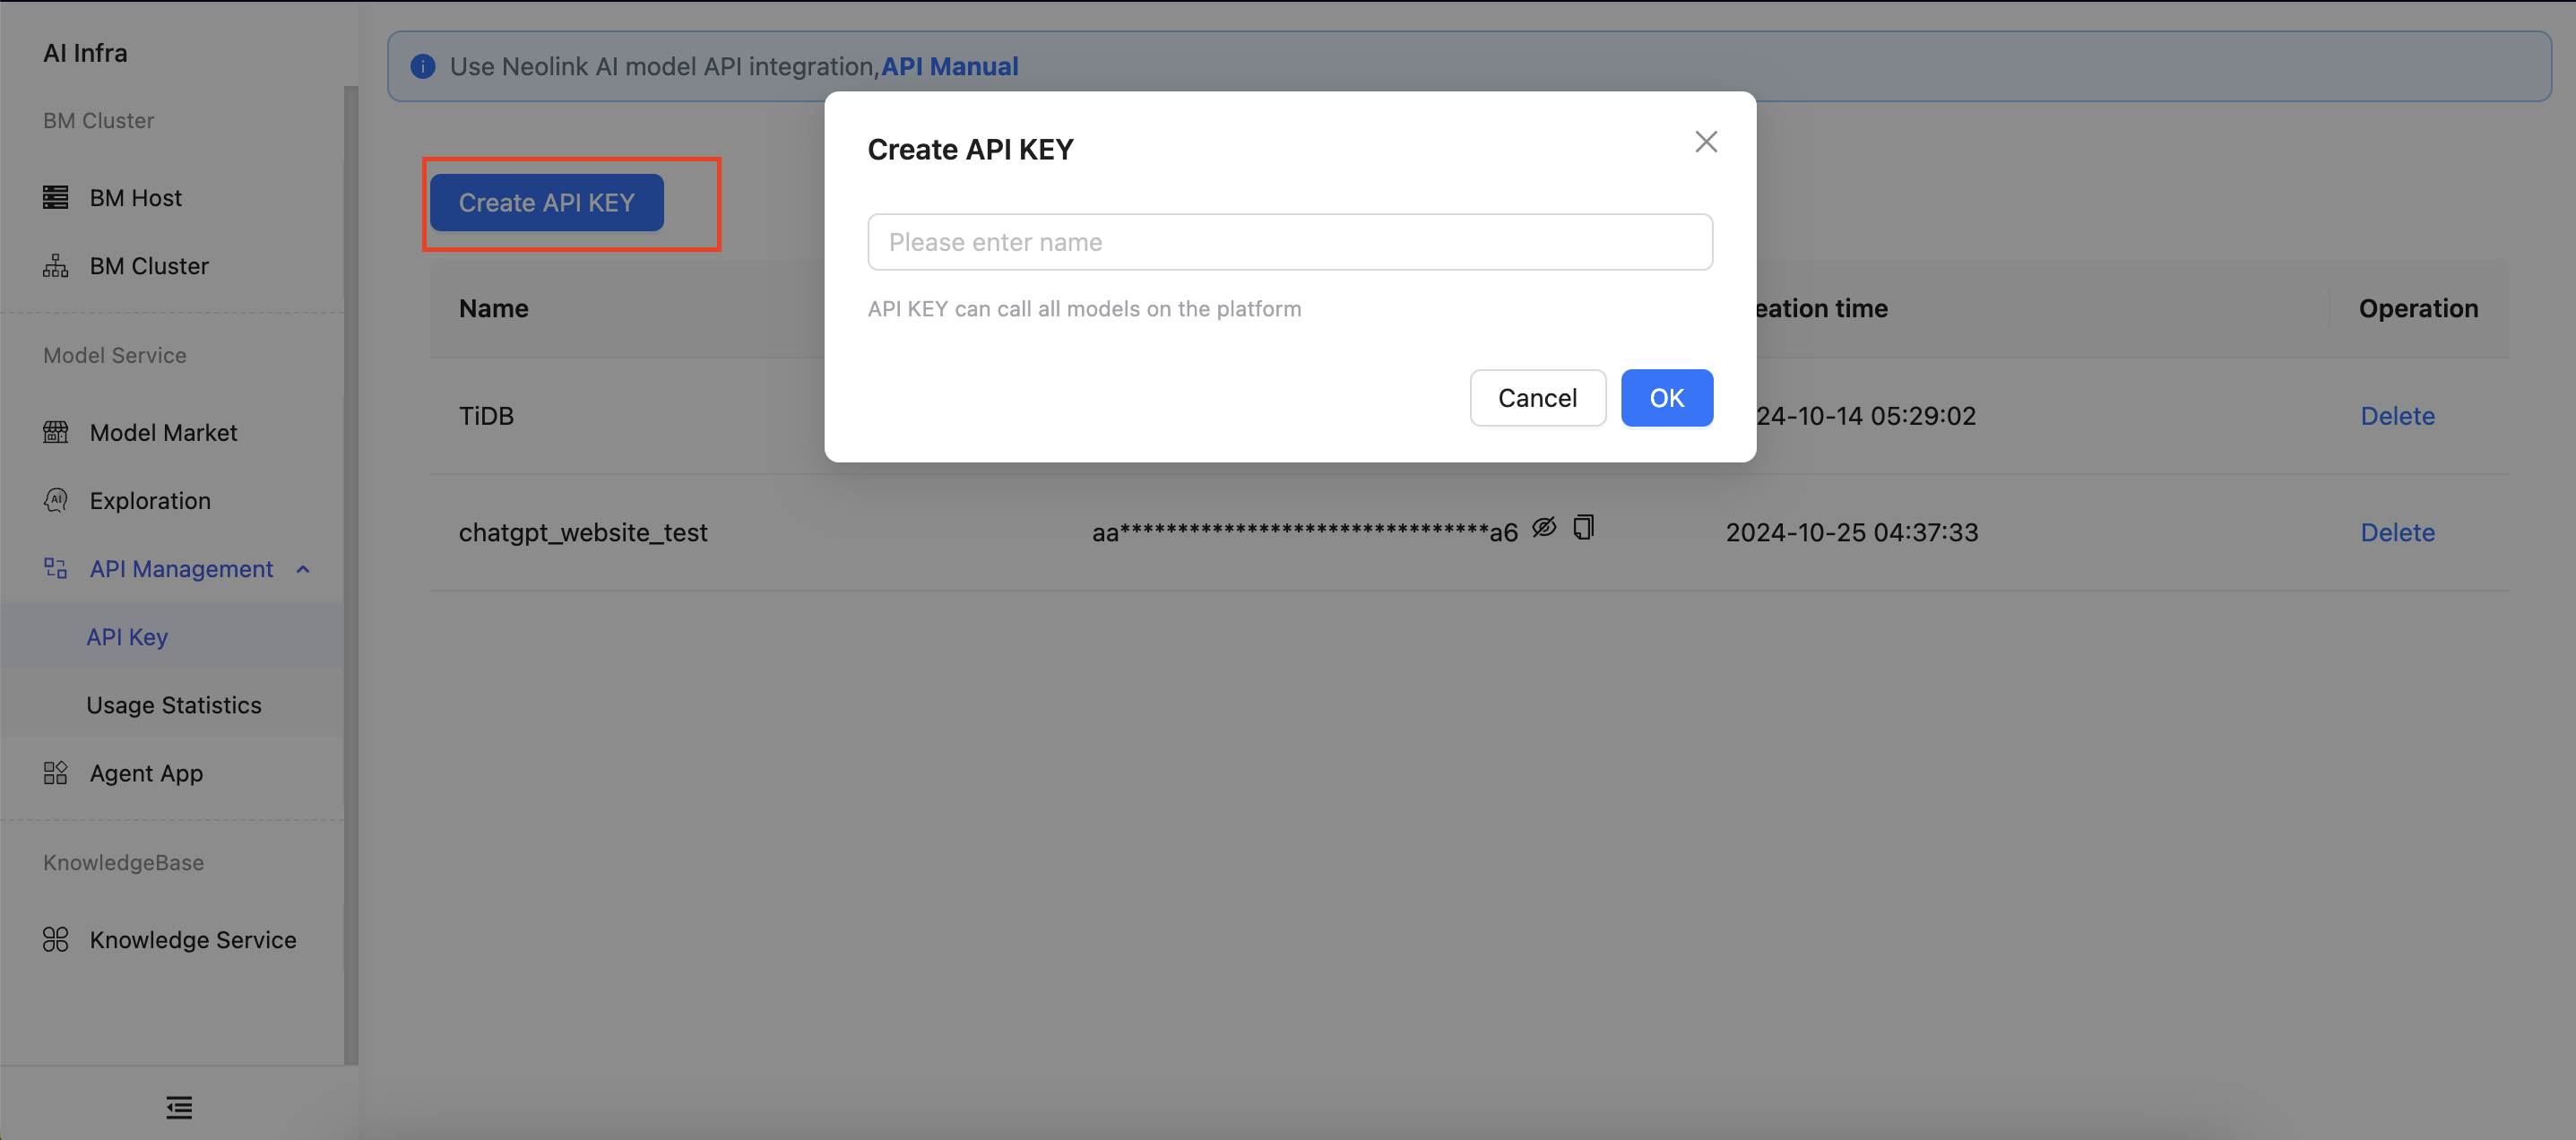 AI Infra
BM Cluster
BM Host
BM Cluster
Model Service
Model Market
Exploration
API Management
API Key
Usage Statistics
Agent App
KnowledgeBase
Knowledge Service
Use Neolink AI model API integration,API Manual
Create API KEY
Create API KEY
Please enter name
API KEY can call all models on the platform
Cancel OK
Name eation time Operation
TiDB 24-10-14 05:29:02 Delete
chatgpt_website_test aa********************************a6 2024-10-25 04:37:33 Delete